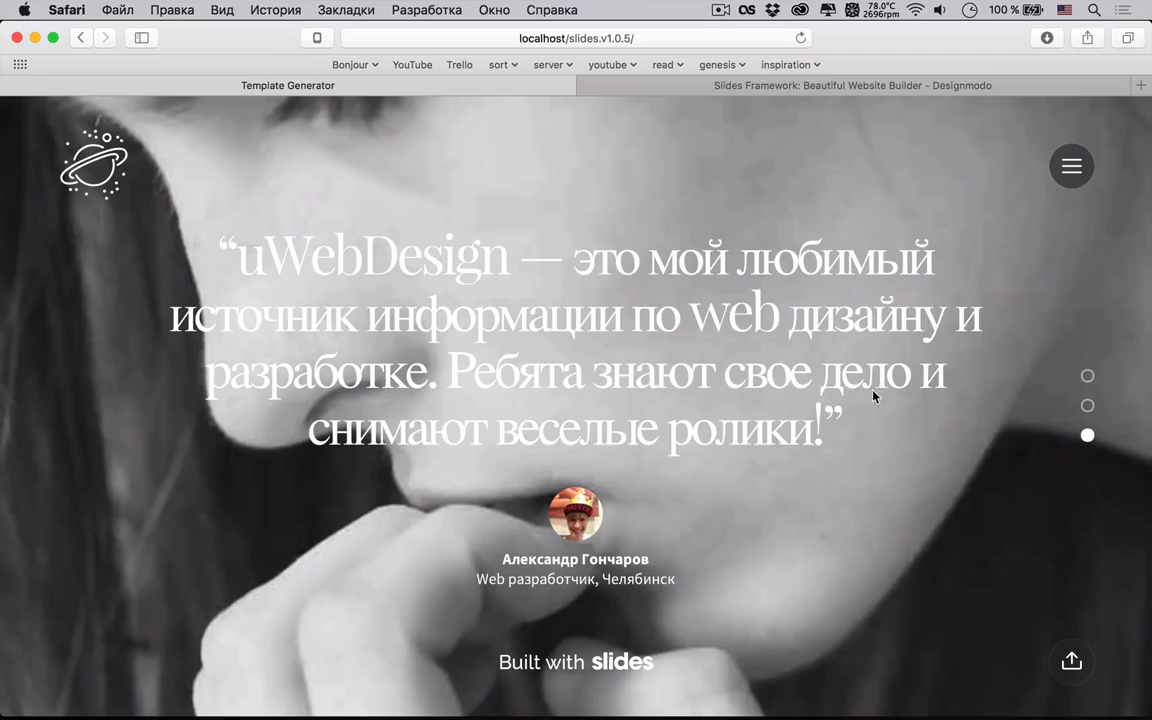 Safari Файл Правка Вид История Закладки Разработка Окно Справка 78.0°C 2696rpm 100 %
localhost/slides.v1.0.5/
Bonjour YouTube Trello sort server youtube read genesis inspiration
Template Generator Slides Framework: Beautiful Website Builder - Designmodo
“uWebDesign — это мой любимый
источник информации по web дизайну и
разработке. Ребята знают свое дело и
снимают веселые ролики!”
Александр Гончаров
Web разработчик, Челябинск
Built with slides